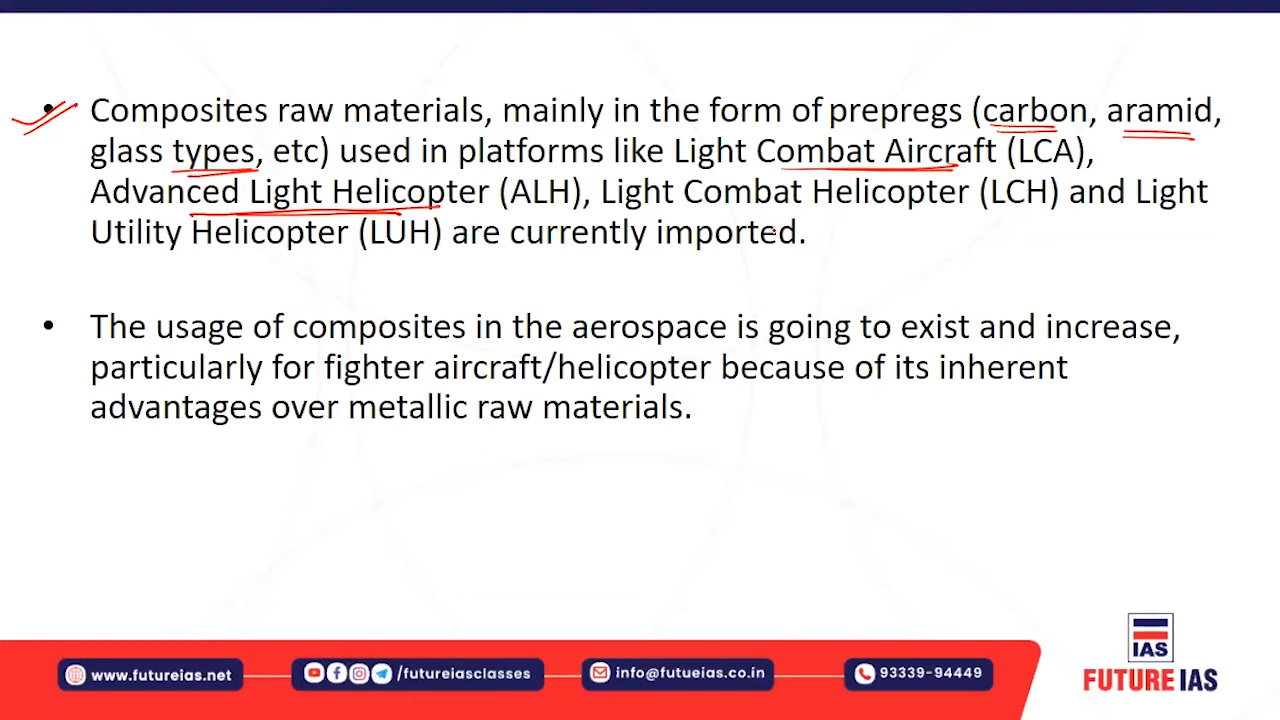 • Composites raw materials, mainly in the form of prepregs (carbon, aramid,
glass types, etc) used in platforms like Light Combat Aircraft (LCA),
Advanced Light Helicopter (ALH), Light Combat Helicopter (LCH) and Light
Utility Helicopter (LUH) are currently imported.
• The usage of composites in the aerospace is going to exist and increase,
particularly for fighter aircraft/helicopter because of its inherent
advantages over metallic raw materials.
IAS
FUTURE IAS
www.futureias.net
/futureiasclasses
info@futueias.co.in
93339-94449